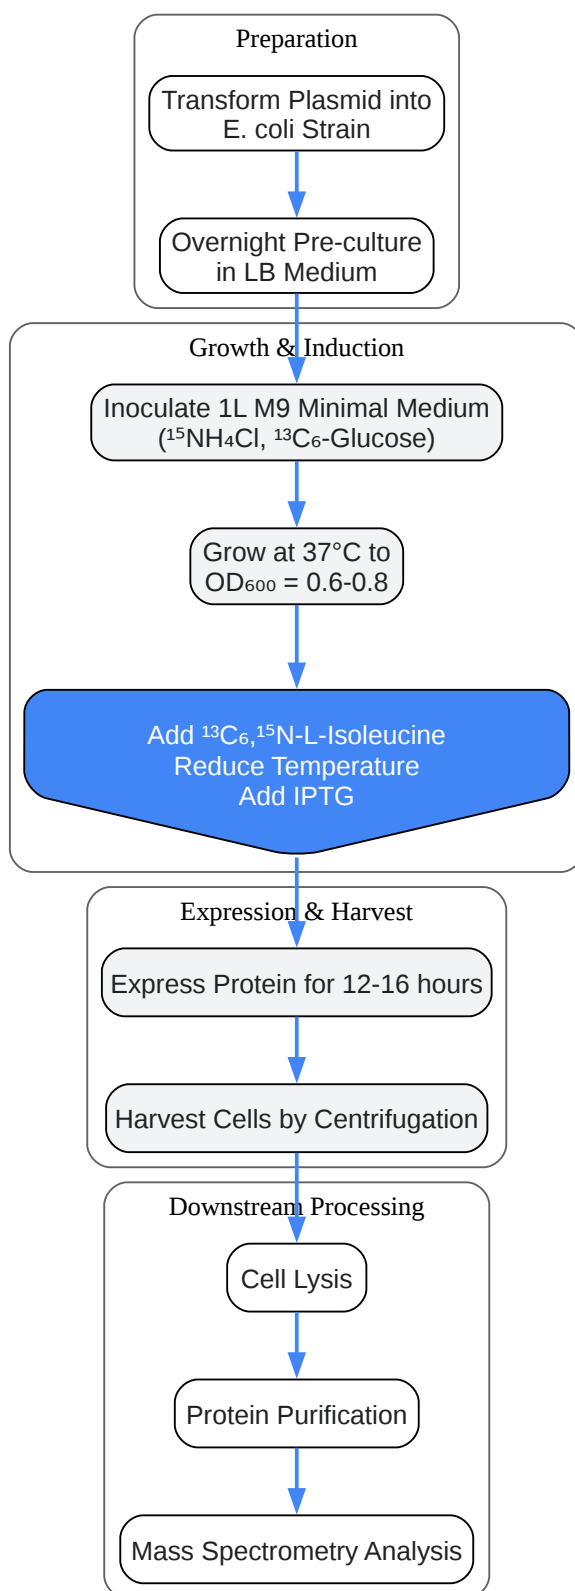 Preparation
Transform Plasmid into
E. coli Strain
Overnight Pre-culture
in LB Medium
Growth & Induction
Inoculate 1L M9 Minimal Medium
(¹⁵NH₄Cl, ¹³C₆-Glucose)
Grow at 37°C to
OD₆₀₀ = 0.6-0.8
Add ¹³C₆,¹⁵N-L-Isoleucine
Reduce Temperature
Add IPTG
Expression & Harvest
Express Protein for 12-16 hours
Harvest Cells by Centrifugation
Downstream Processing
Cell Lysis
Protein Purification
Mass Spectrometry Analysis